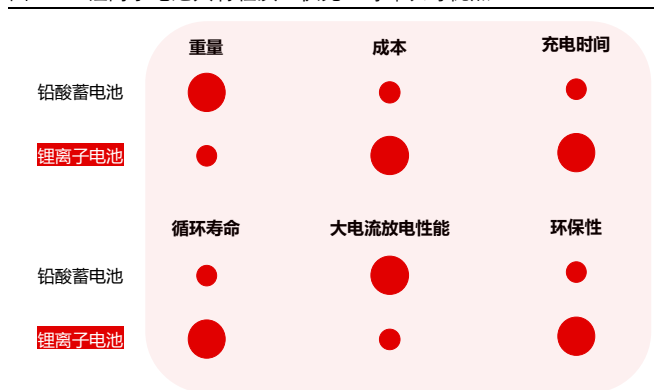 重量 成本 充电时间
铅酸蓄电池
锂离子电池
循环寿命 大电流放电性能 环保性
铅酸蓄电池
锂离子电池